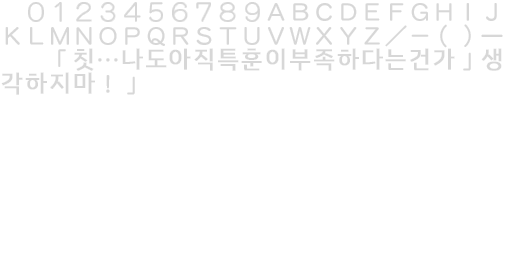 ０１２３４５６７８９ＡＢＣＤＥＦＧＨＩＪ
ＫＬＭＮＯＰＱＲＳＴＵＶＷＸＹＺ／－（ ）—
「칫…나도아직특훈이부족하다는건가」생
각하지마！」